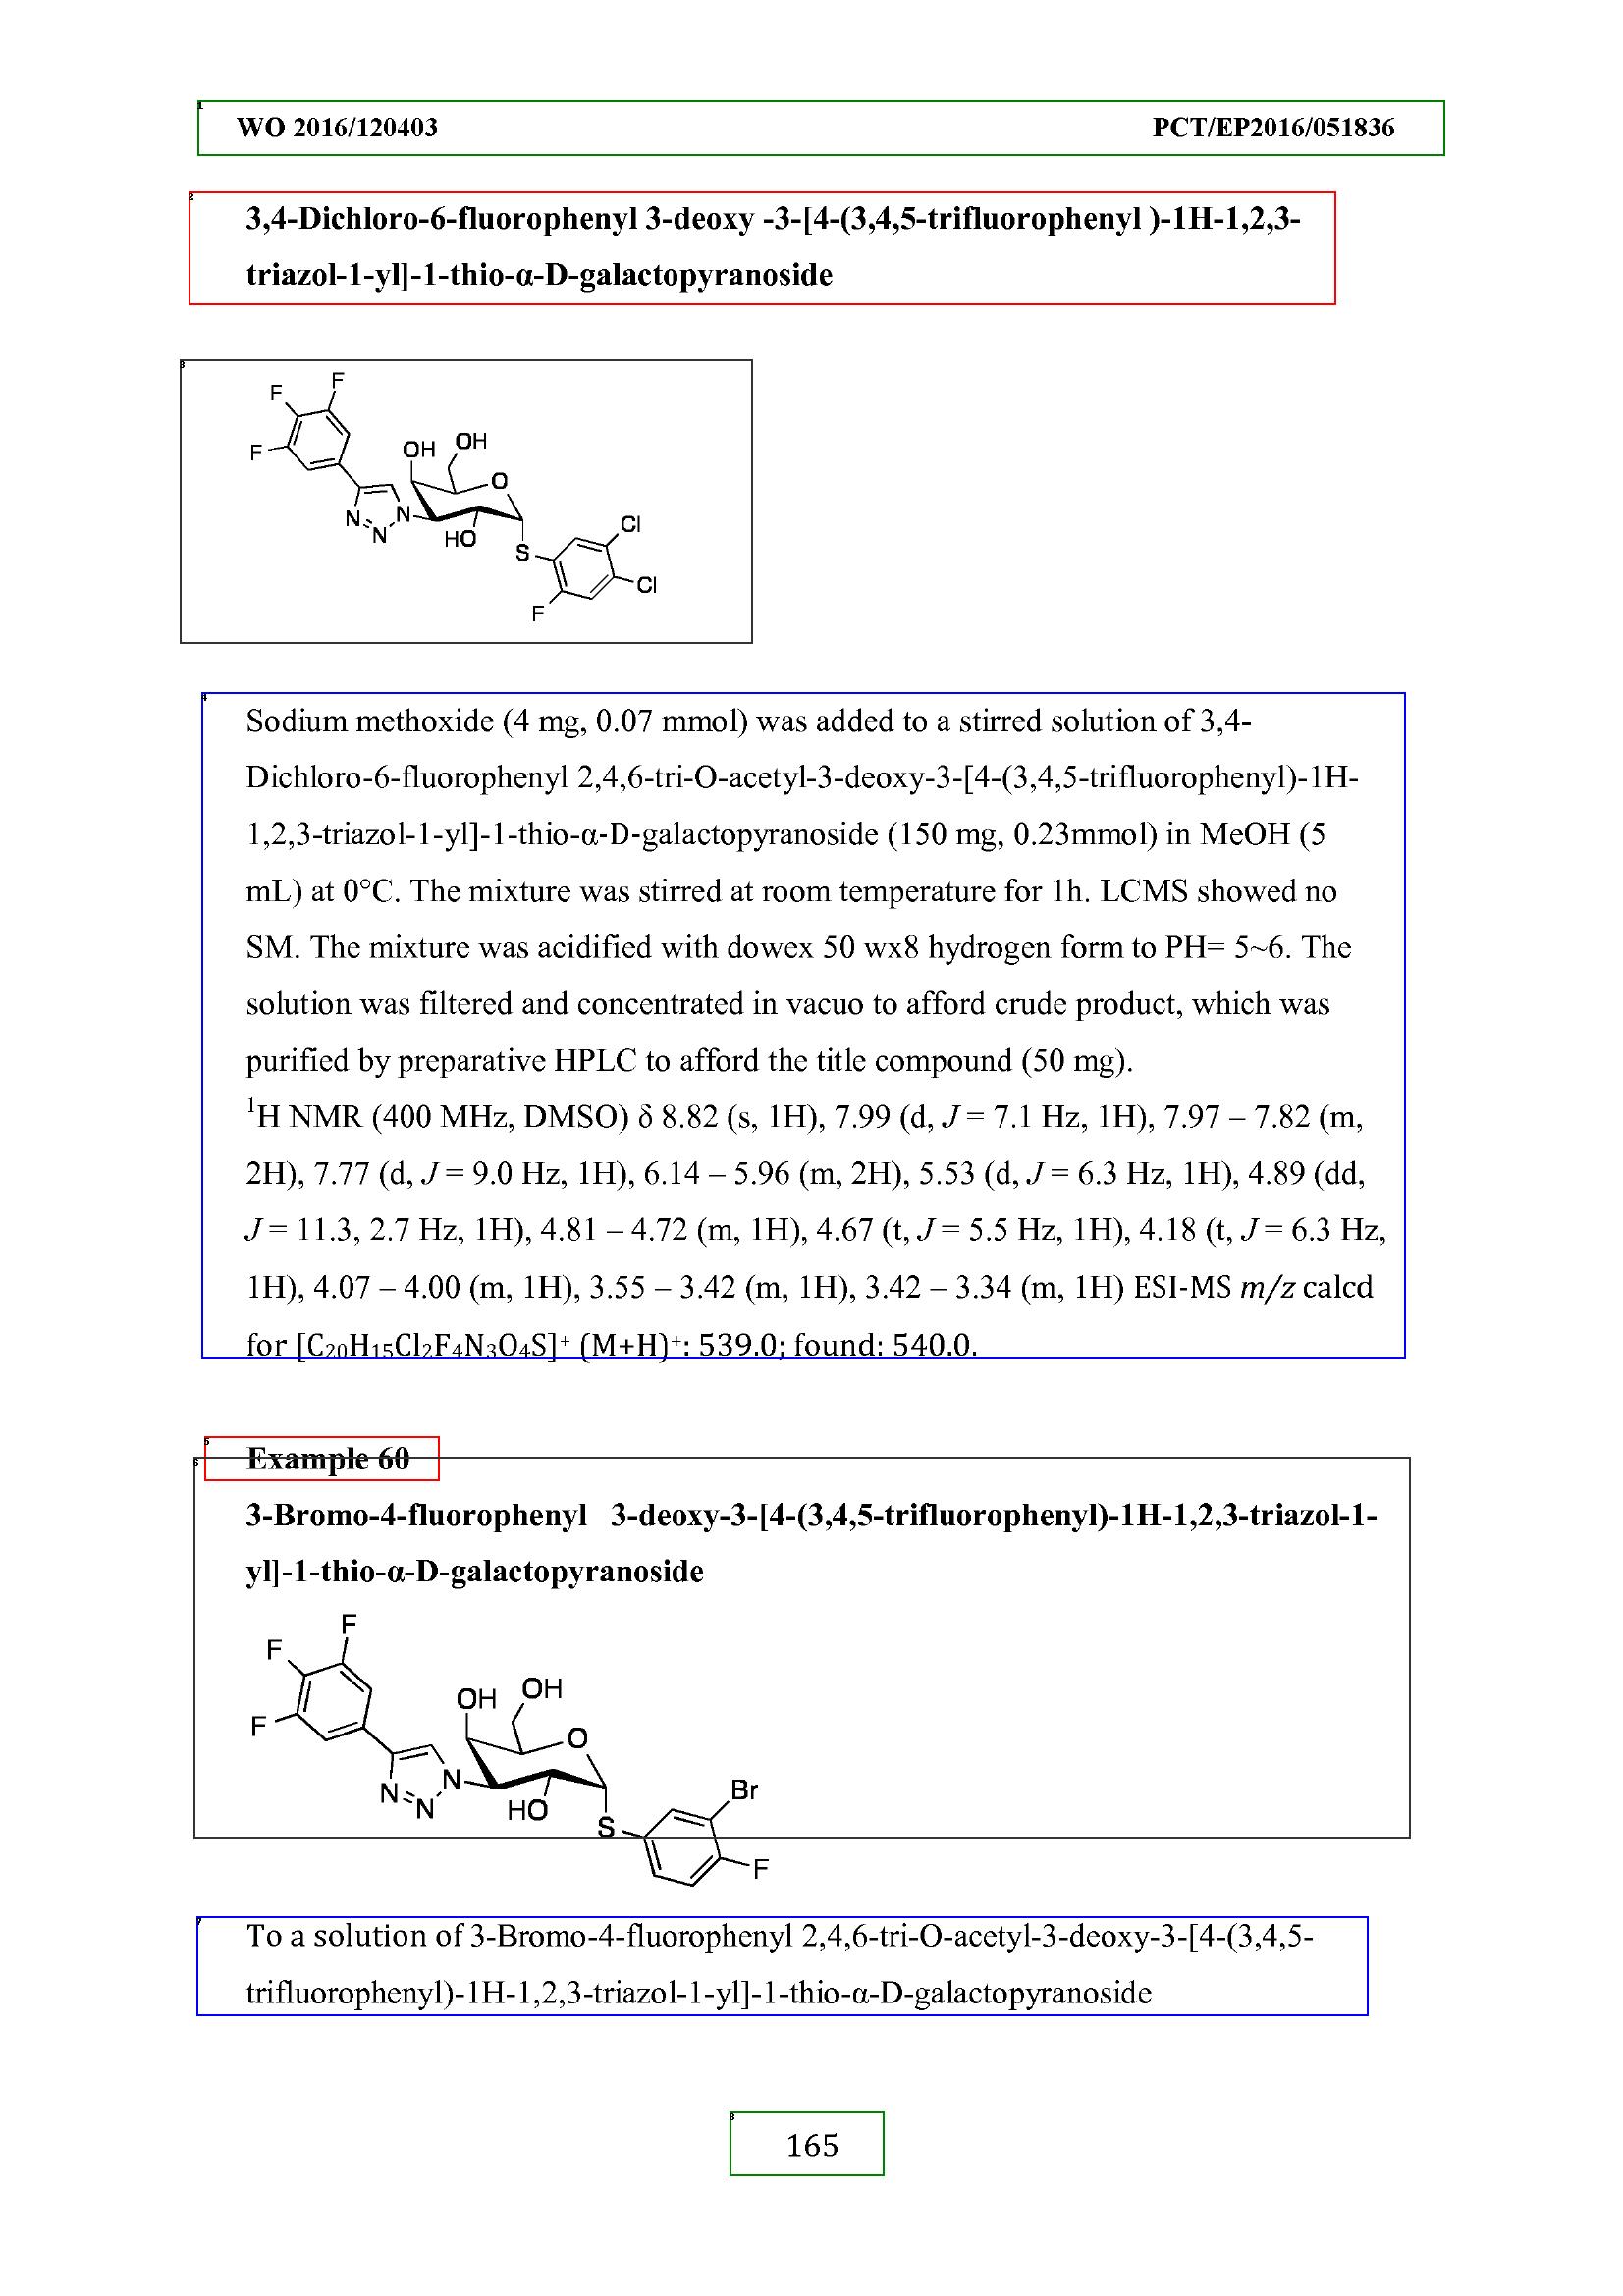 WO 2016/120403 PCT/EP2016/051836
3,4-Dichloro-6-fluorophenyl 3-deoxy -3-[4-(3,4,5-trifluorophenyl )-1H-1,2,3-
triazol-1-yl]-1-thio-α-D-galactopyranoside
F
F
F
OH
OH
O
N
N
N
HO
S
Cl
Cl
F
Sodium methoxide (4 mg, 0.07 mmol) was added to a stirred solution of 3,4-
Dichloro-6-fluorophenyl 2,4,6-tri-O-acetyl-3-deoxy-3-[4-(3,4,5-trifluorophenyl)-1H-
1,2,3-triazol-1-yl]-1-thio-α-D-galactopyranoside (150 mg, 0.23mmol) in MeOH (5
mL) at 0°C. The mixture was stirred at room temperature for 1h. LCMS showed no
SM. The mixture was acidified with dowex 50 wx8 hydrogen form to PH= 5~6. The
solution was filtered and concentrated in vacuo to afford crude product, which was
purified by preparative HPLC to afford the title compound (50 mg).
¹H NMR (400 MHz, DMSO) δ 8.82 (s, 1H), 7.99 (d, J = 7.1 Hz, 1H), 7.97 – 7.82 (m,
2H), 7.77 (d, J = 9.0 Hz, 1H), 6.14 – 5.96 (m, 2H), 5.53 (d, J = 6.3 Hz, 1H), 4.89 (dd,
J = 11.3, 2.7 Hz, 1H), 4.81 – 4.72 (m, 1H), 4.67 (t, J = 5.5 Hz, 1H), 4.18 (t, J = 6.3 Hz,
1H), 4.07 – 4.00 (m, 1H), 3.55 – 3.42 (m, 1H), 3.42 – 3.34 (m, 1H) ESI-MS m/z calcd
for [C₂₀H₁₅Cl₂F₄N₃O₄S]⁺ (M+H)⁺: 539.0; found: 540.0.
Example 60
3-Bromo-4-fluorophenyl 3-deoxy-3-[4-(3,4,5-trifluorophenyl)-1H-1,2,3-triazol-1-
yl]-1-thio-α-D-galactopyranoside
F
F
F
OH
OH
O
N
N
N
HO
S
Br
F
To a solution of 3-Bromo-4-fluorophenyl 2,4,6-tri-O-acetyl-3-deoxy-3-[4-(3,4,5-
trifluorophenyl)-1H-1,2,3-triazol-1-yl]-1-thio-α-D-galactopyranoside
165